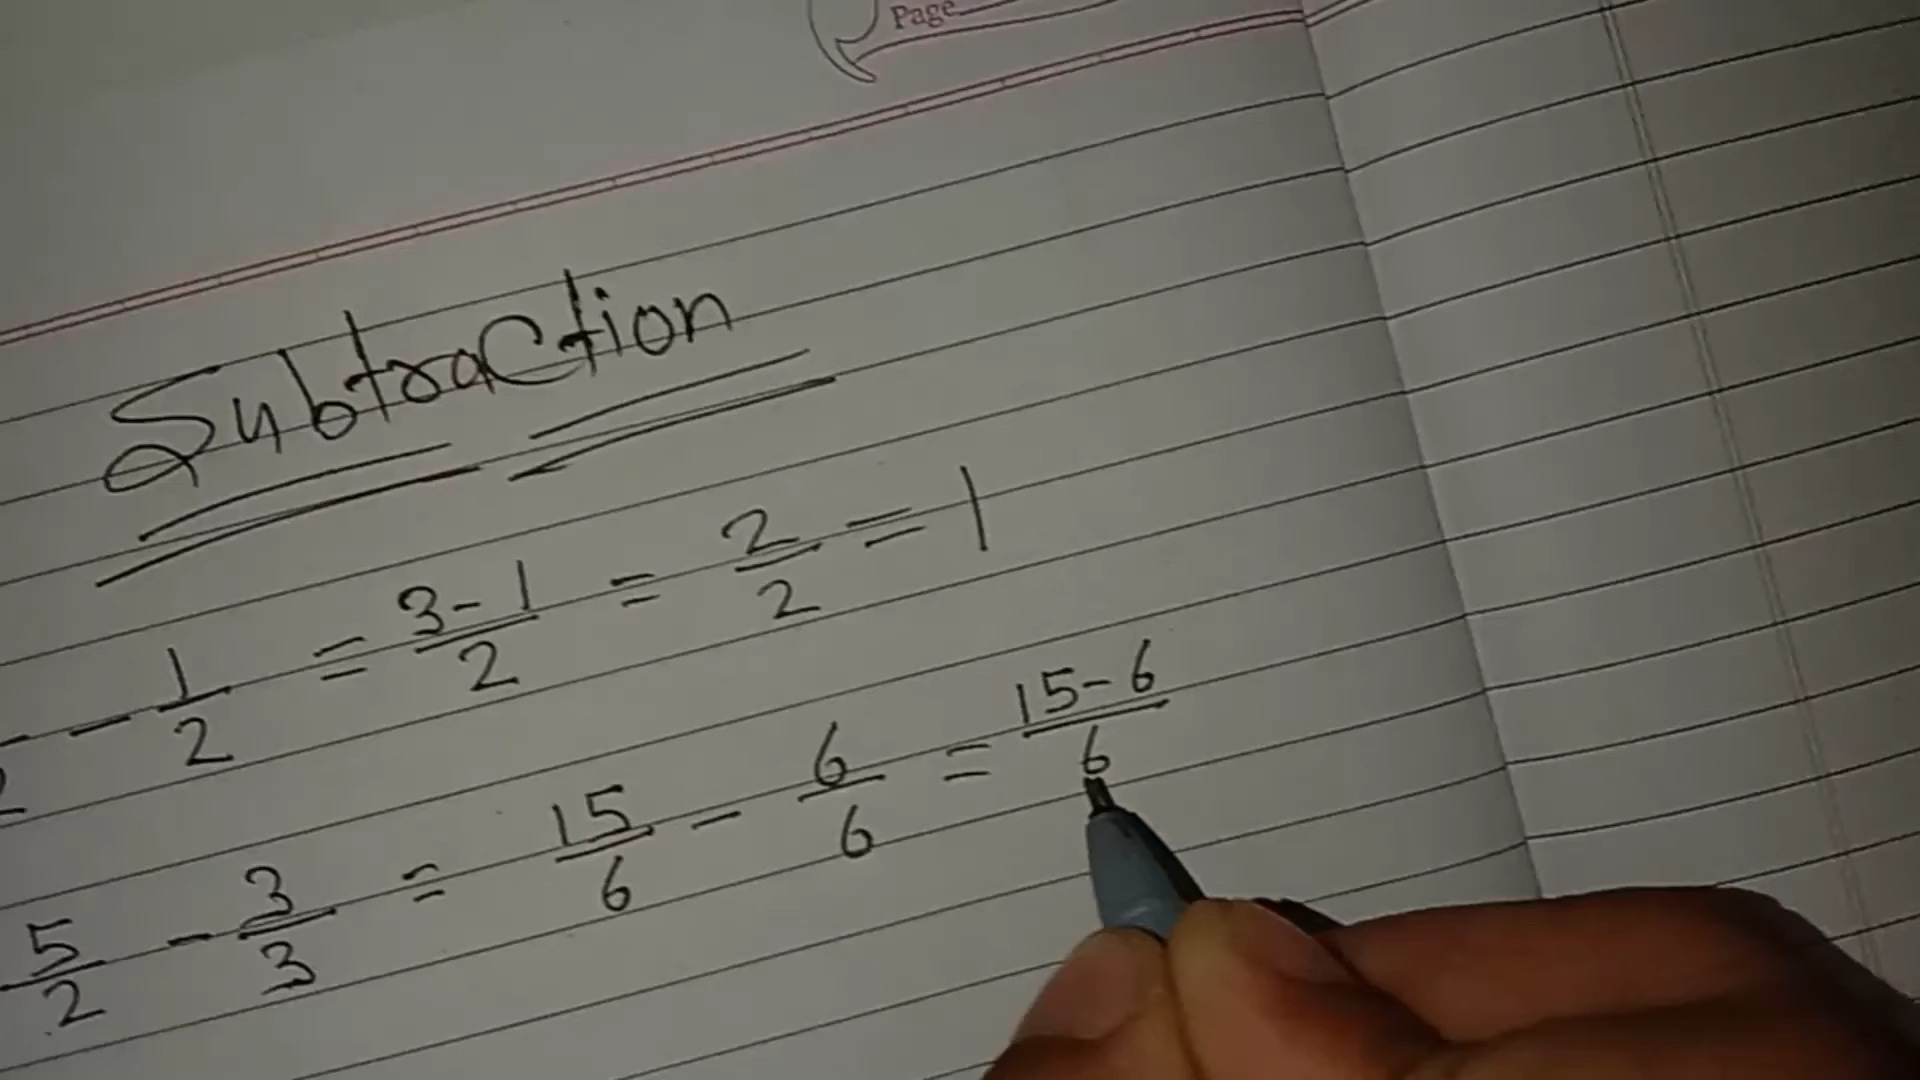 Page
Subtraction
- 1/2 = 3-1/2 = 2/2 = 1
5/2 - 3/3 = 15/6 - 6/6 = 15-6/6